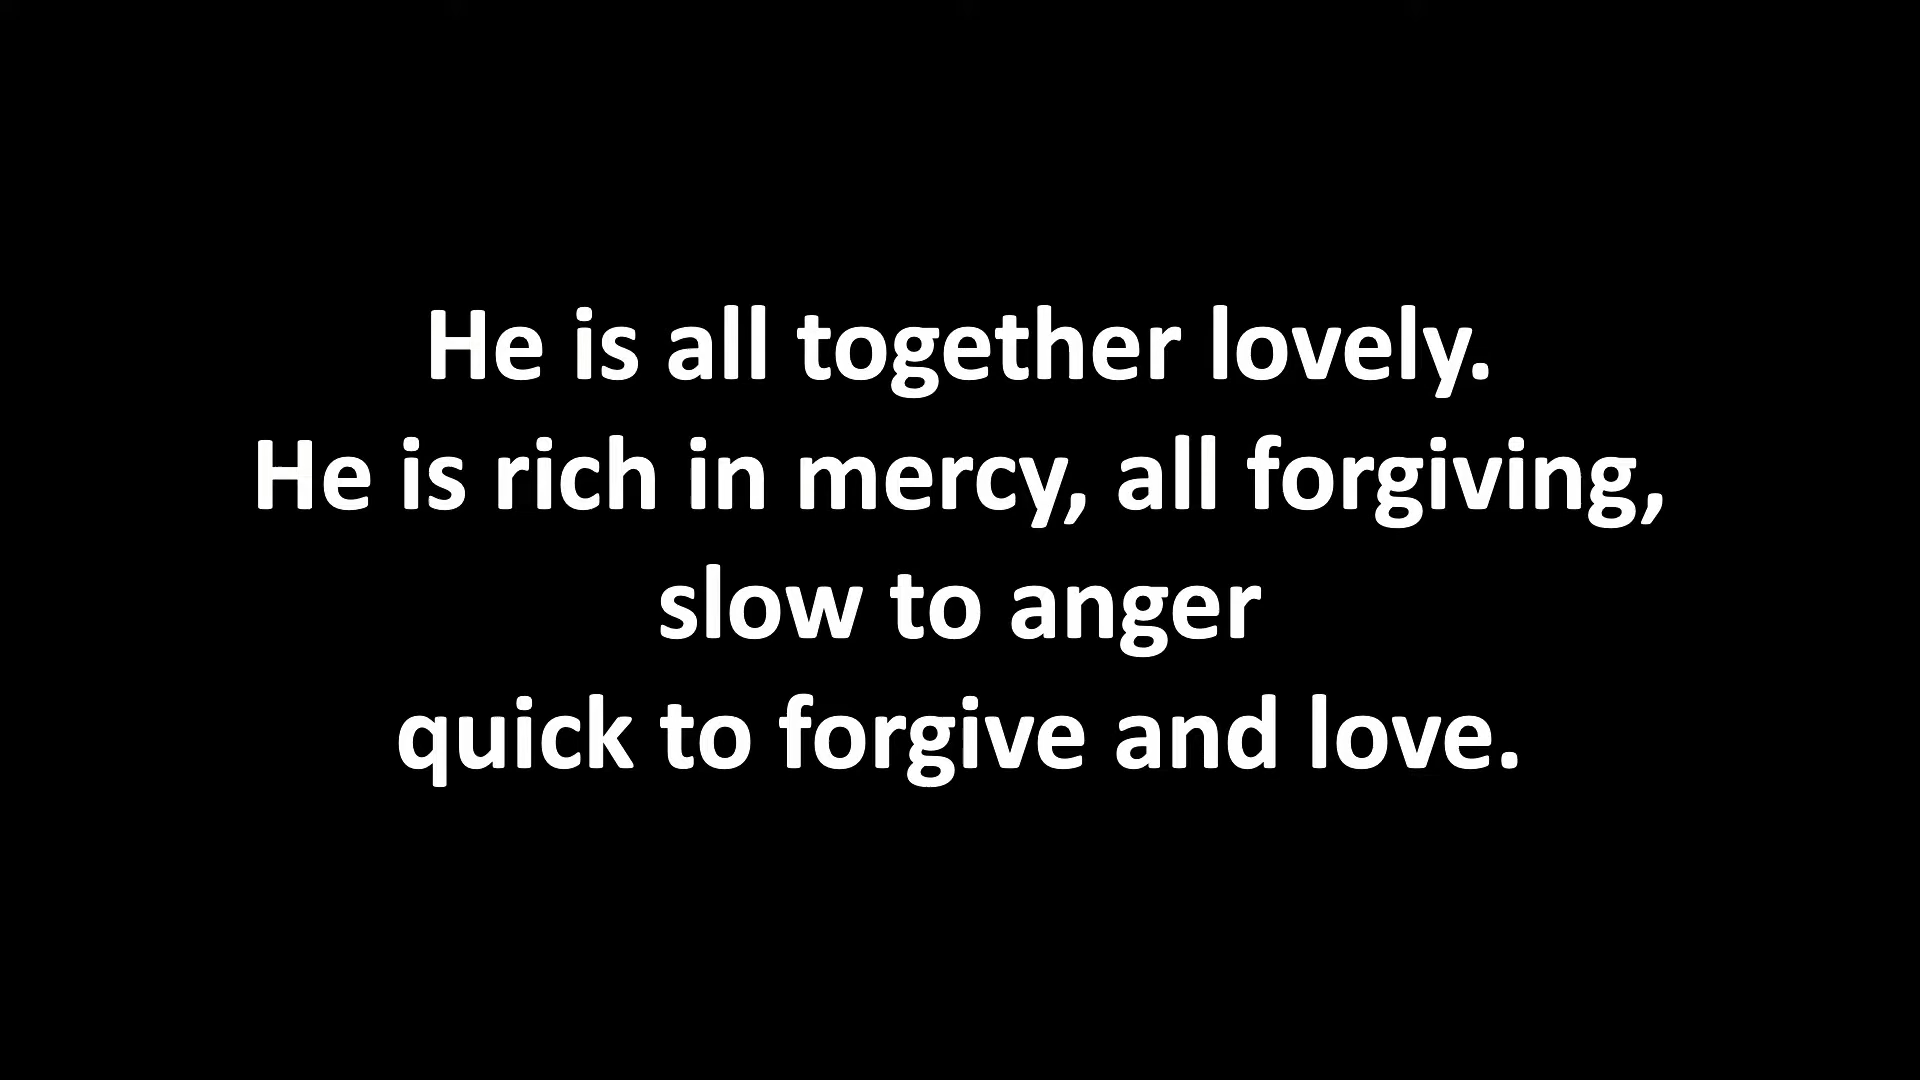 He is all together lovely.
He is rich in mercy, all forgiving,
slow to anger
quick to forgive and love.